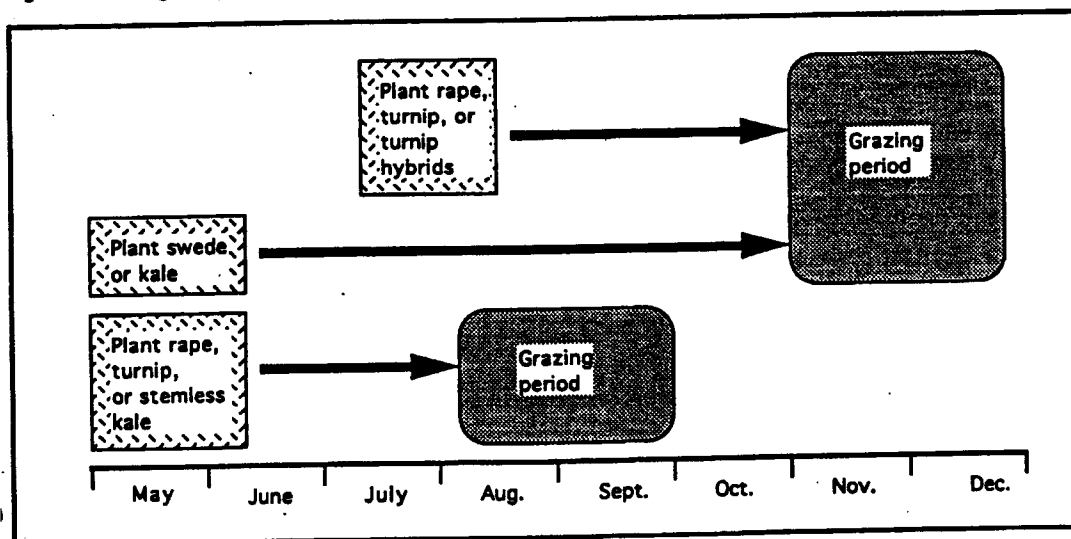 Plant rape,
turnip, or
turnip
hybrids
Grazing
period
Plant swede
or kale
Plant rape,
turnip,
or stemless
kale
Grazing
period
May June July Aug. Sept. Oct. Nov. Dec.